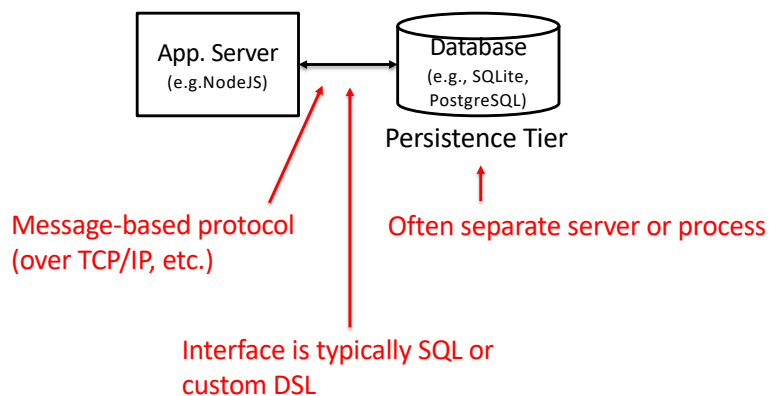 App. Server
(e.g.NodeJS)
Database
(e.g., SQLite,
PostgreSQL)
Persistence Tier
Message-based protocol
(over TCP/IP, etc.)
Often separate server or process
Interface is typically SQL or
custom DSL